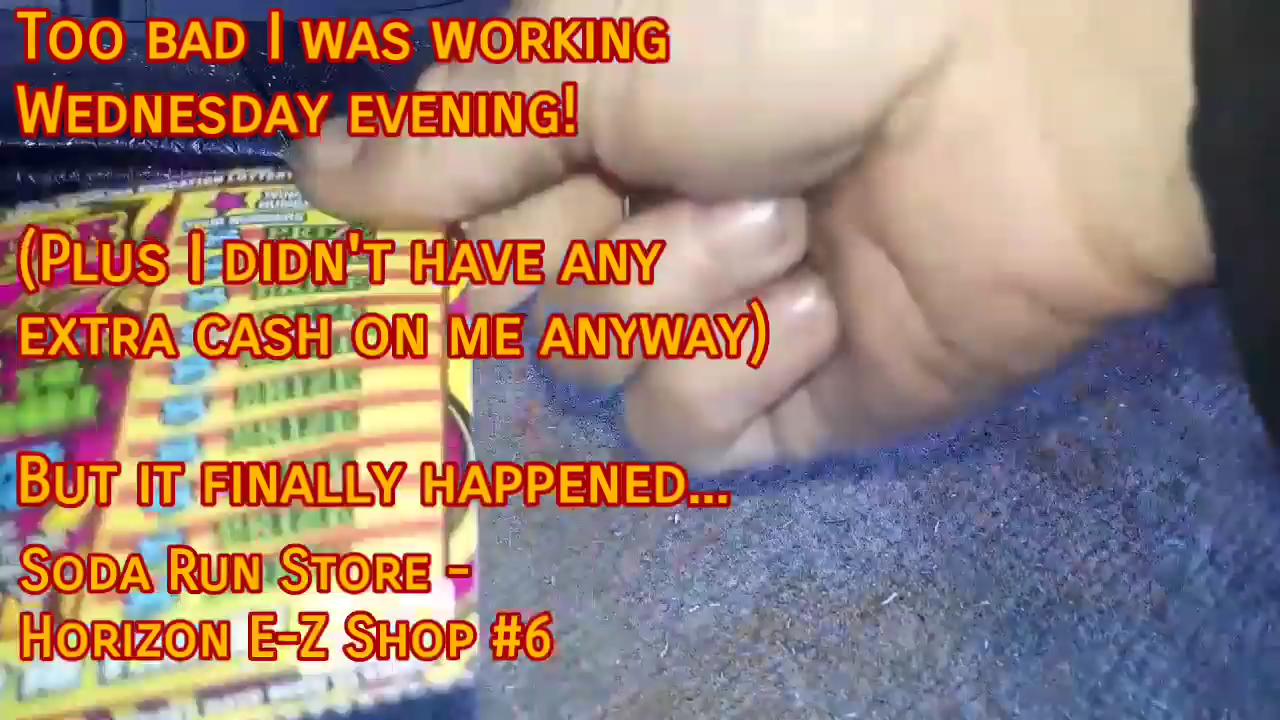 Too bad I was working
Wednesday evening!
(Plus I didn't have any
extra cash on me anyway)
But it finally happened...
Soda Run Store -
Horizon E-Z Shop #6